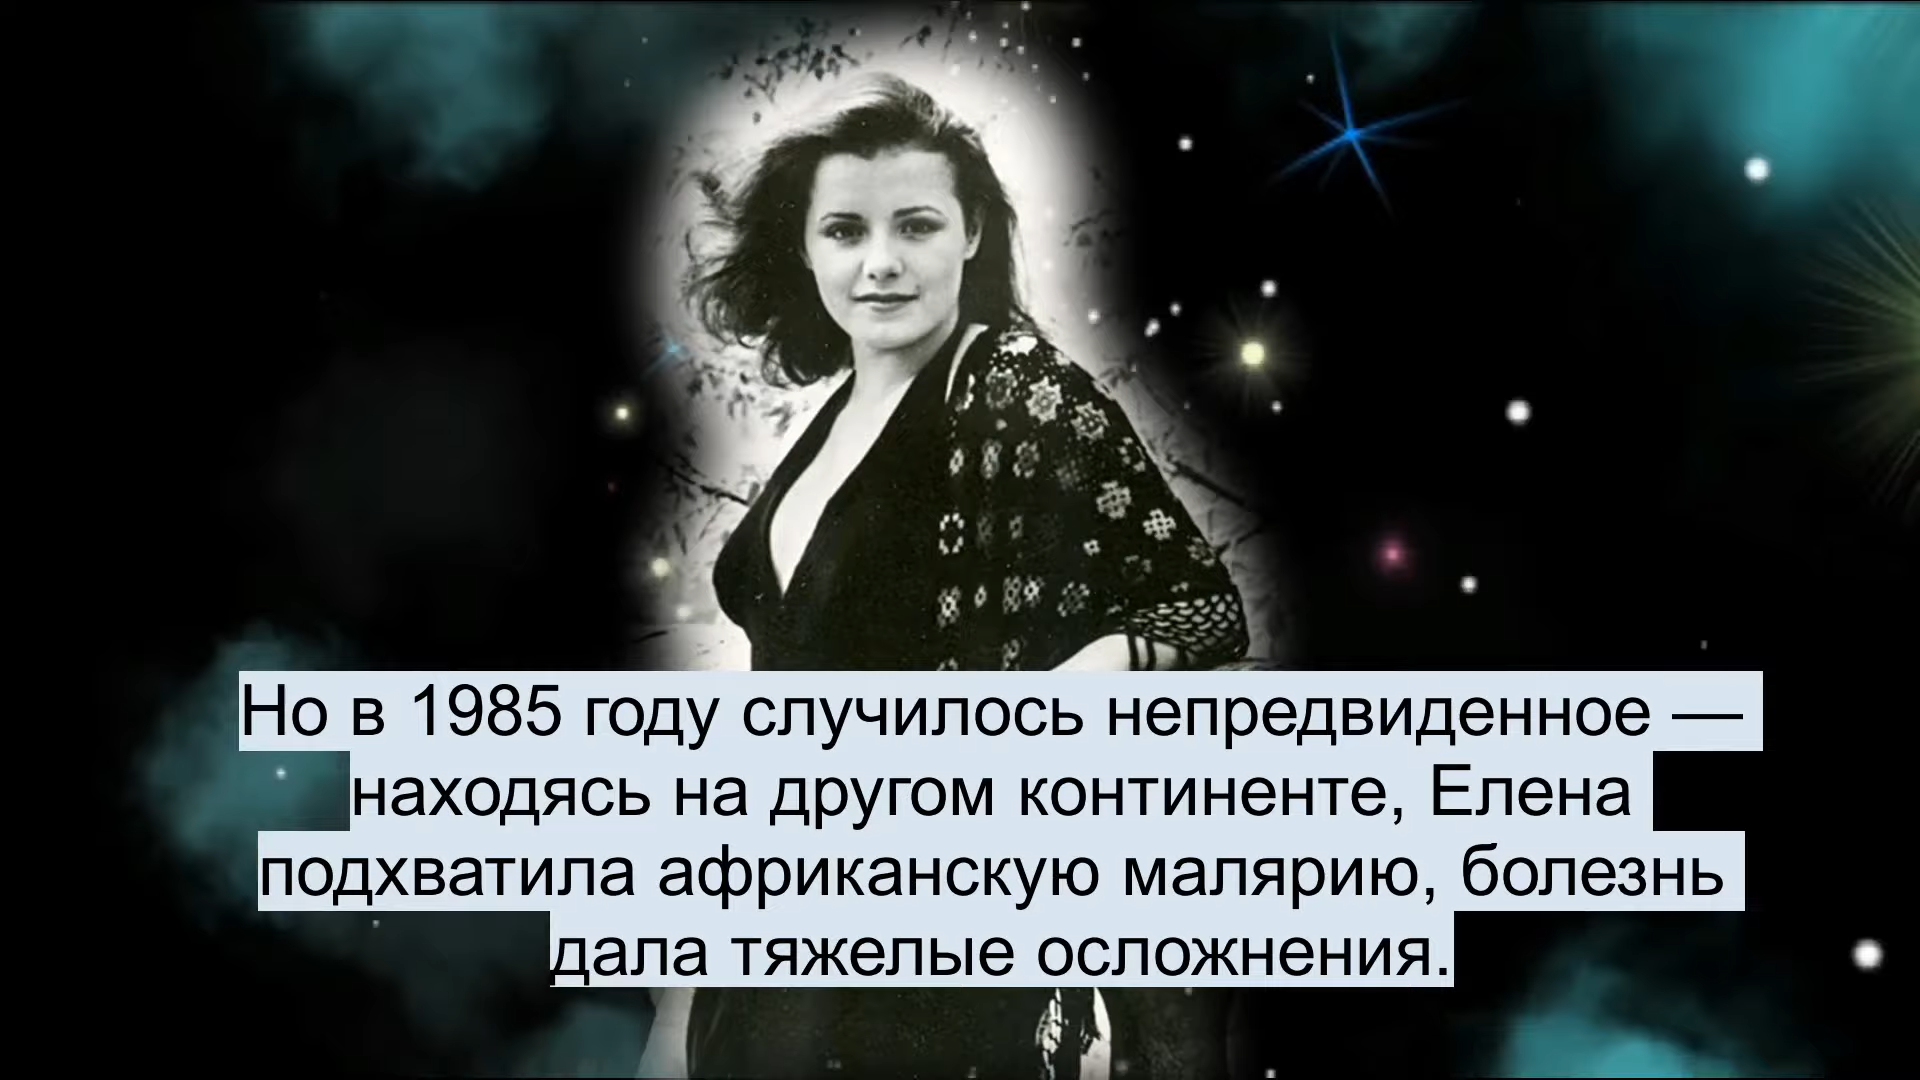 Но в 1985 году случилось непредвиденное —
находясь на другом континенте, Елена
подхватила африканскую малярию, болезнь
дала тяжелые осложнения.